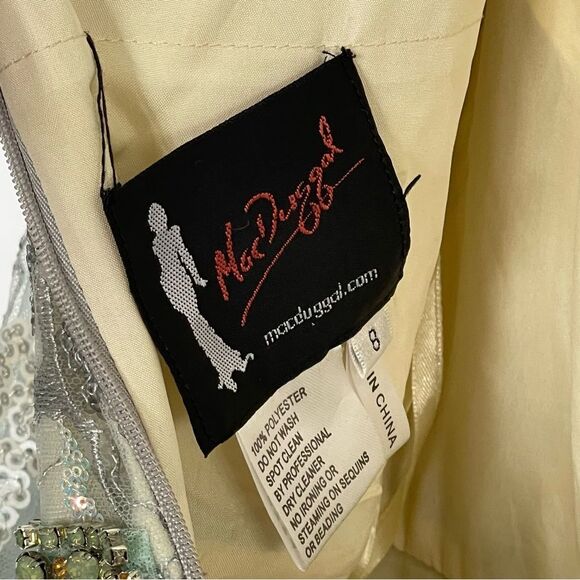 Mac Duggal
macduggal.com
8
IN CHINA
100% POLYESTER
DO NOT WASH
SPOT CLEAN
BY PROFESSIONAL
DRY CLEANER
NO IRONING OR
STEAMING ON SEQUINS
OR BEADING